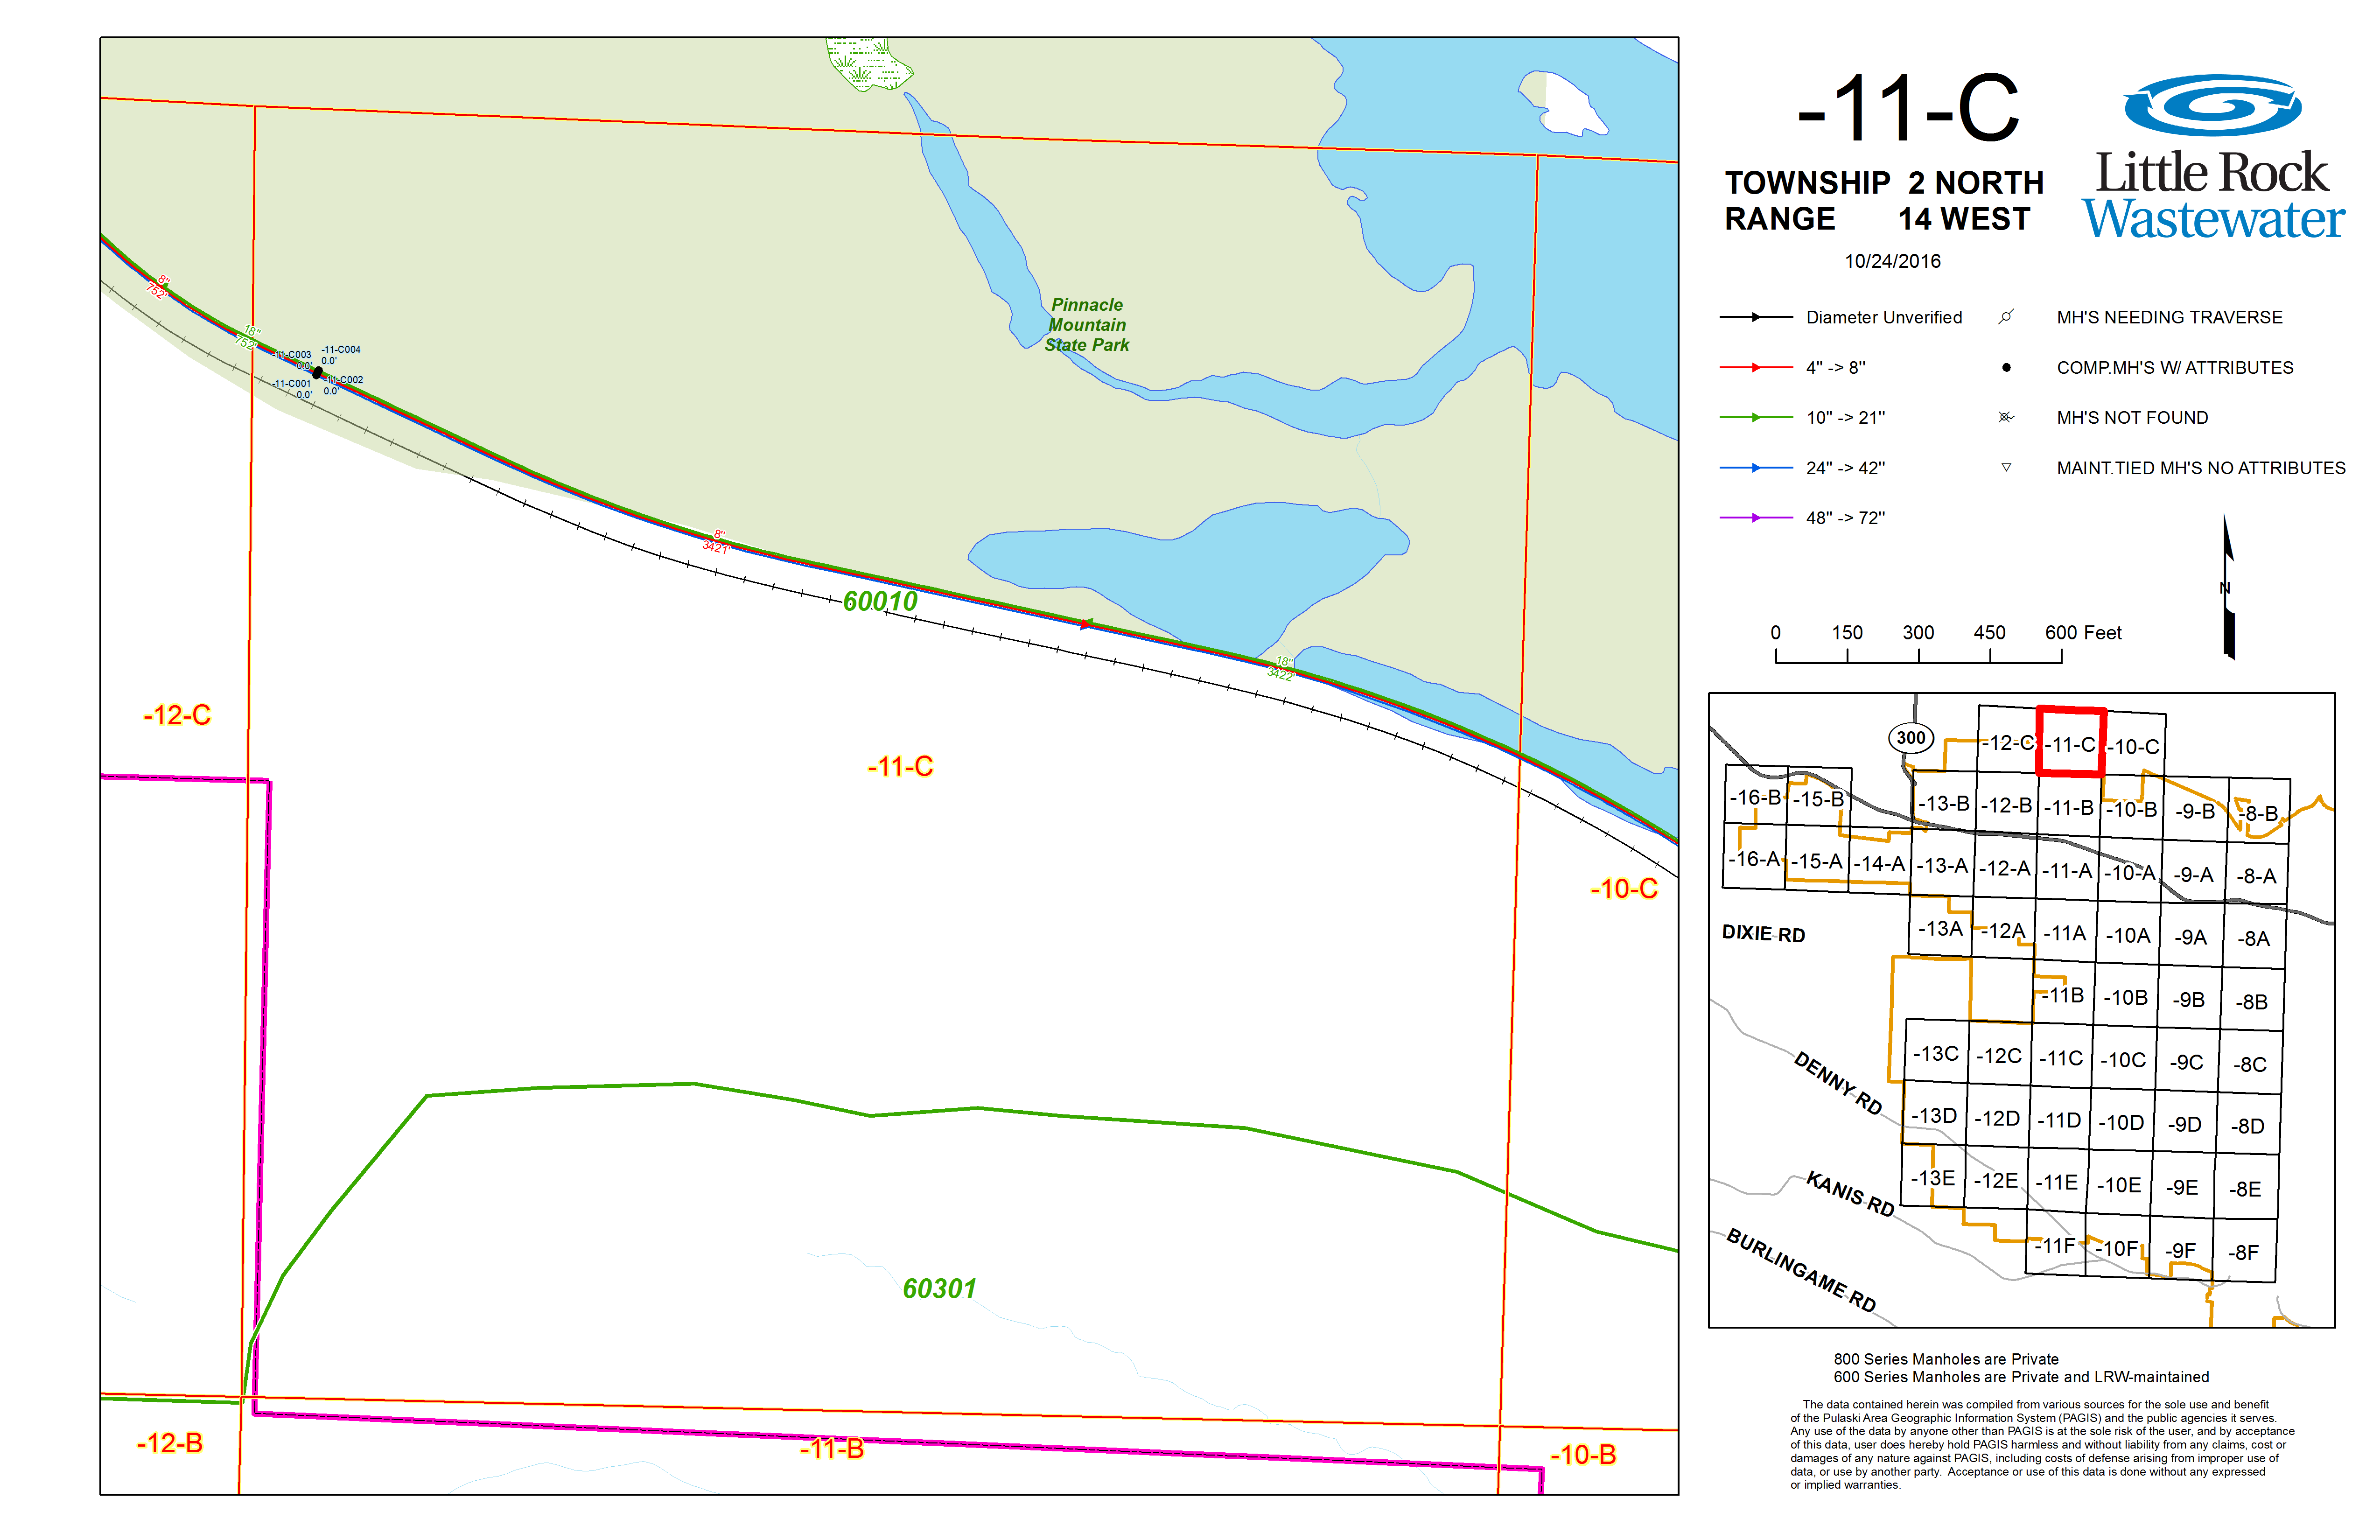 -11-C
TOWNSHIP 2 NORTH
RANGE 14 WEST
10/24/2016
Little Rock
Wastewater
Diameter Unverified
4" -> 8"
10" -> 21"
24" -> 42"
48" -> 72"
MH'S NEEDING TRAVERSE
COMP.MH'S W/ ATTRIBUTES
MH'S NOT FOUND
MAINT.TIED MH'S NO ATTRIBUTES
N
0 150 300 450 600 Feet
Pinnacle
Mountain
State Park
8"
752'
18"
752'
-11-C003
0.0'
-11-C004
0.0'
-11-C001
0.0'
-11-C002
0.0'
8"
3421'
60010
18"
3422'
-12-C
-11-C
-10-C
60301
-12-B
-11-B
-10-B
300
-12-C -11-C -10-C
-16-B -15-B -13-B -12-B -11-B -10-B -9-B -8-B
-16-A -15-A -14-A -13-A -12-A -11-A -10-A -9-A -8-A
DIXIE RD
-13A -12A -11A -10A -9A -8A
-11B -10B -9B -8B
-13C -12C -11C -10C -9C -8C
DENNY RD
-13D -12D -11D -10D -9D -8D
KANIS RD
-13E -12E -11E -10E -9E -8E
BURLINGAME RD
-11F -10F -9F -8F
800 Series Manholes are Private
600 Series Manholes are Private and LRW-maintained
The data contained herein was compiled from various sources for the sole use and benefit
of the Pulaski Area Geographic Information System (PAGIS) and the public agencies it serves.
Any use of the data by anyone other than PAGIS is at the sole risk of the user, and by acceptance
of this data, user does hereby hold PAGIS harmless and without liability from any claims, cost or
damages of any nature against PAGIS, including costs of defense arising from improper use of
data, or use by another party. Acceptance or use of this data is done without any expressed
or implied warranties.